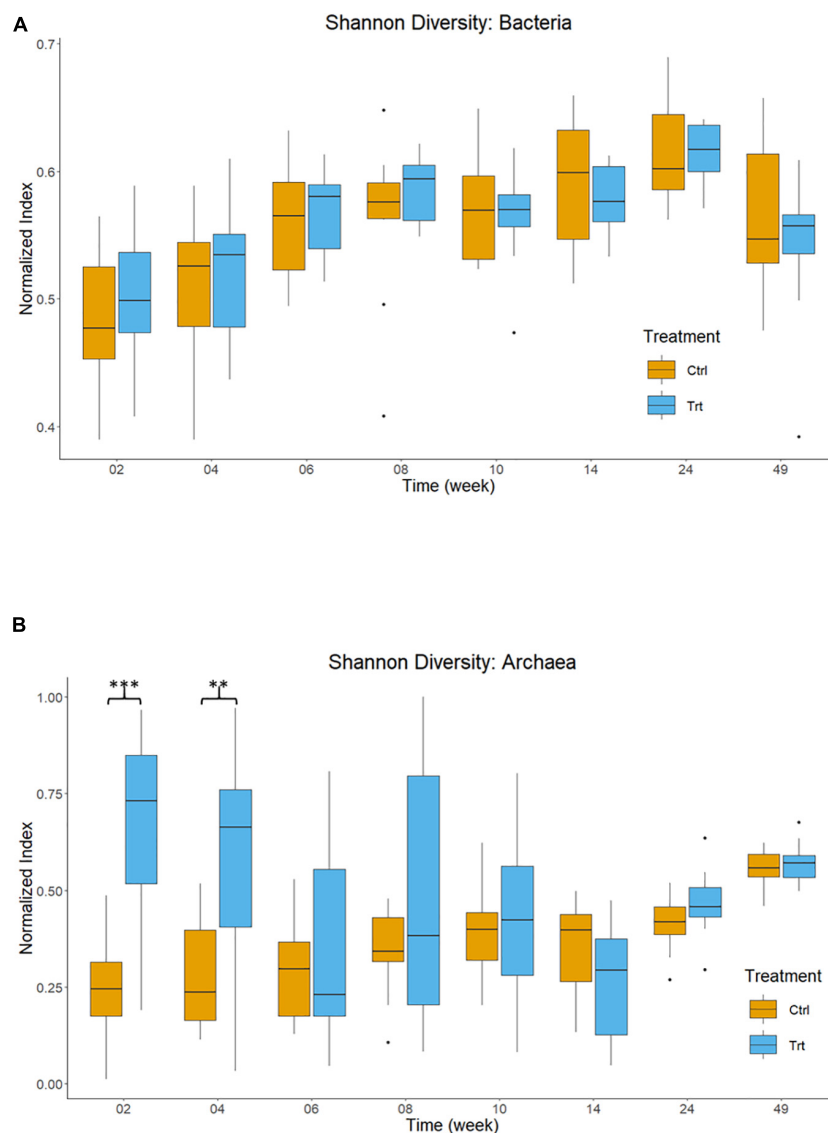 A
Shannon Diversity: Bacteria
0.7
0.6
0.5
0.4
Normalized Index
Treatment
Ctrl
Trt
02 04 06 08 10 14 24 49
Time (week)
B
Shannon Diversity: Archaea
*** **
1.00
0.75
0.50
0.25
0.00
Normalized Index
Treatment
Ctrl
Trt
02 04 06 08 10 14 24 49
Time (week)